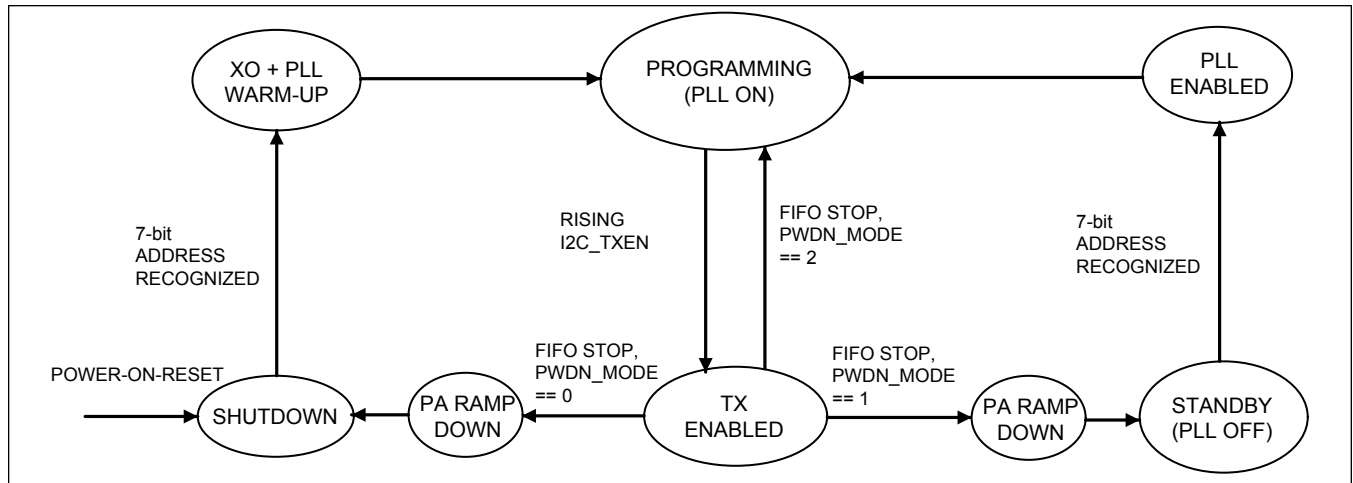 XO + PLL
WARM-UP
PROGRAMMING
(PLL ON)
PLL
ENABLED
7-bit
ADDRESS
RECOGNIZED
RISING
I2C_TXEN
FIFO STOP,
PWDN_MODE
== 2
7-bit
ADDRESS
RECOGNIZED
POWER-ON-RESET
SHUTDOWN
PA RAMP
DOWN
FIFO STOP,
PWDN_MODE
== 0
TX
ENABLED
FIFO STOP,
PWDN_MODE
== 1
PA RAMP
DOWN
STANDBY
(PLL OFF)